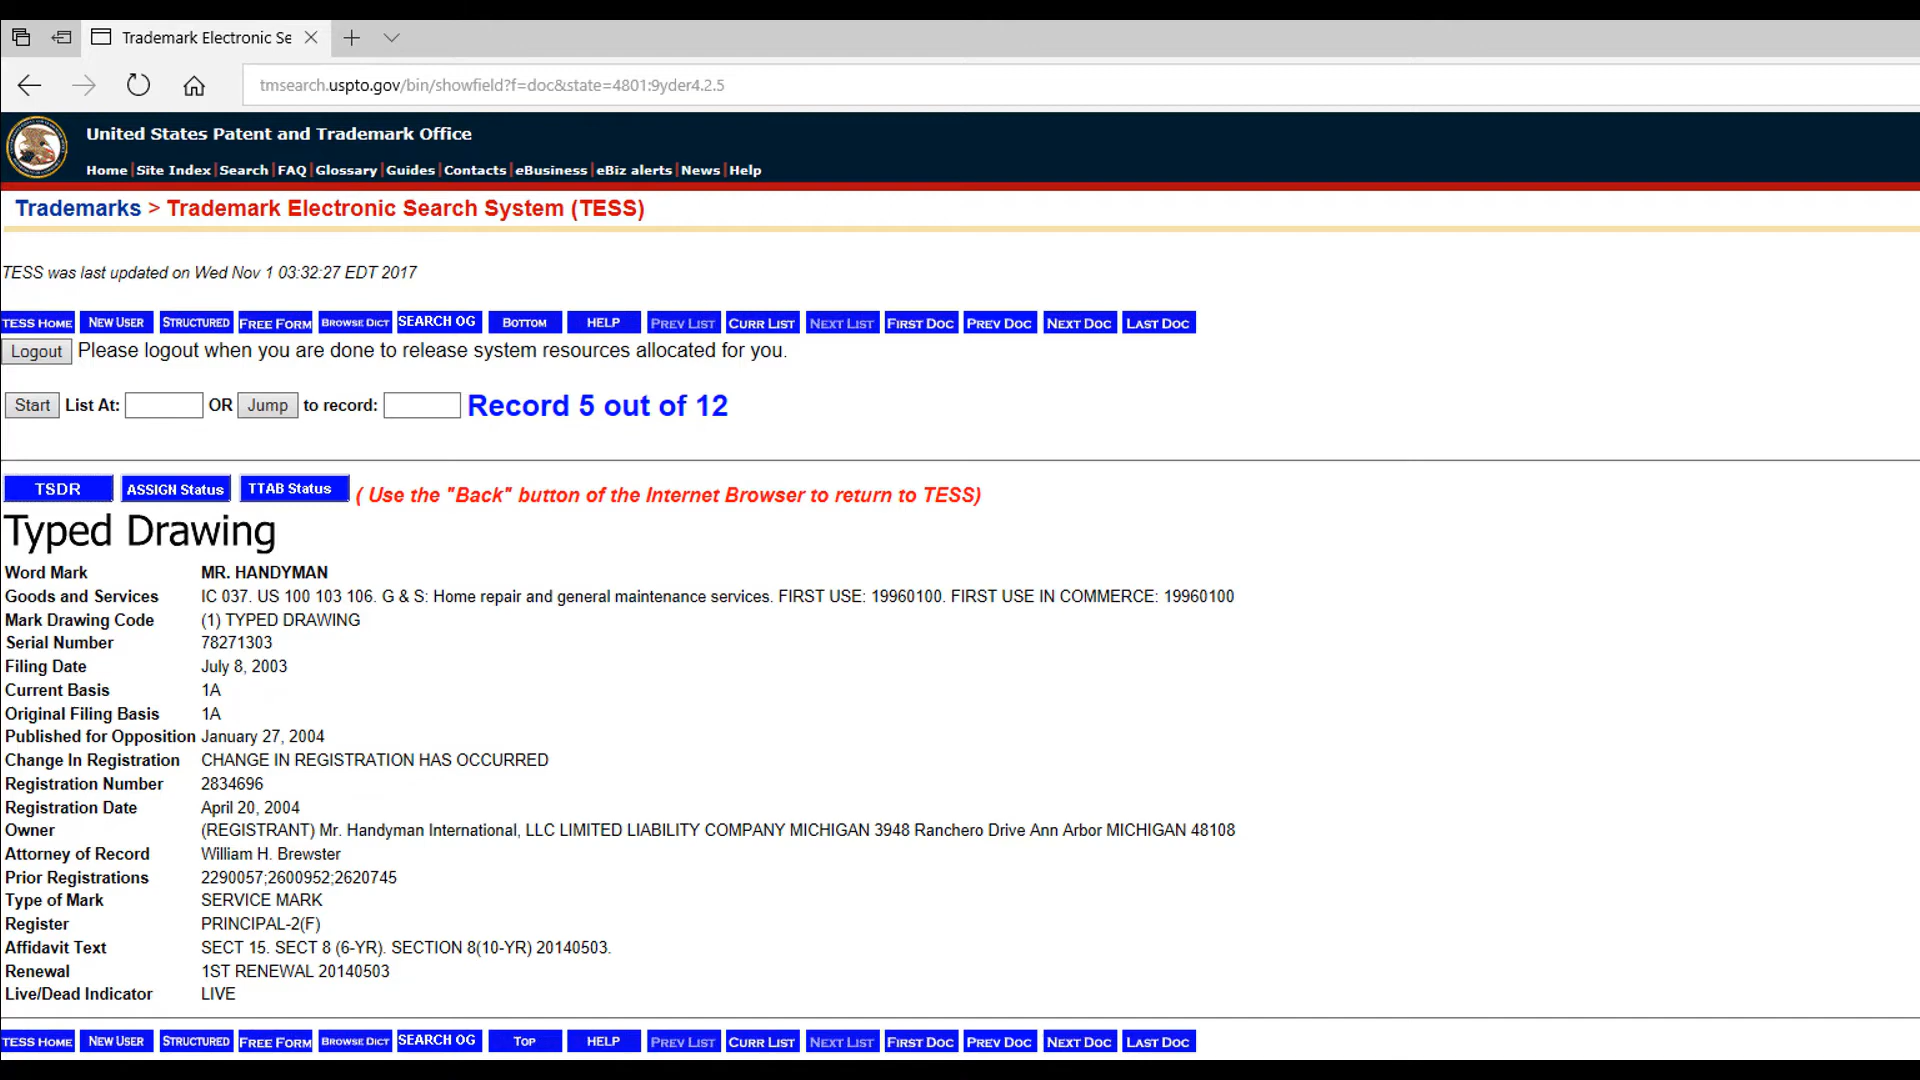 Trademark Electronic Se
tmsearch.uspto.gov/bin/showfield?f=doc&state=4801:9yder4.2.5
United States Patent and Trademark Office
Home | Site Index | Search | FAQ | Glossary | Guides | Contacts | eBusiness | eBiz alerts | News | Help
Trademarks > Trademark Electronic Search System (TESS)
TESS was last updated on Wed Nov 1 03:32:27 EDT 2017
TESS HOME NEW USER STRUCTURED FREE FORM BROWSE DICT SEARCH OG BOTTOM HELP PREV LIST CURR LIST NEXT LIST FIRST DOC PREV DOC NEXT DOC LAST DOC
Logout Please logout when you are done to release system resources allocated for you.
Start List At: OR Jump to record: Record 5 out of 12
TSDR ASSIGN Status TTAB Status ( Use the "Back" button of the Internet Browser to return to TESS)
Typed Drawing
Word Mark MR. HANDYMAN
Goods and Services IC 037. US 100 103 106. G & S: Home repair and general maintenance services. FIRST USE: 19960100. FIRST USE IN COMMERCE: 19960100
Mark Drawing Code (1) TYPED DRAWING
Serial Number 78271303
Filing Date July 8, 2003
Current Basis 1A
Original Filing Basis 1A
Published for Opposition January 27, 2004
Change In Registration CHANGE IN REGISTRATION HAS OCCURRED
Registration Number 2834696
Registration Date April 20, 2004
Owner (REGISTRANT) Mr. Handyman International, LLC LIMITED LIABILITY COMPANY MICHIGAN 3948 Ranchero Drive Ann Arbor MICHIGAN 48108
Attorney of Record William H. Brewster
Prior Registrations 2290057;2600952;2620745
Type of Mark SERVICE MARK
Register PRINCIPAL-2(F)
Affidavit Text SECT 15. SECT 8 (6-YR). SECTION 8(10-YR) 20140503.
Renewal 1ST RENEWAL 20140503
Live/Dead Indicator LIVE
TESS HOME NEW USER STRUCTURED FREE FORM BROWSE DICT SEARCH OG TOP HELP PREV LIST CURR LIST NEXT LIST FIRST DOC PREV DOC NEXT DOC LAST DOC